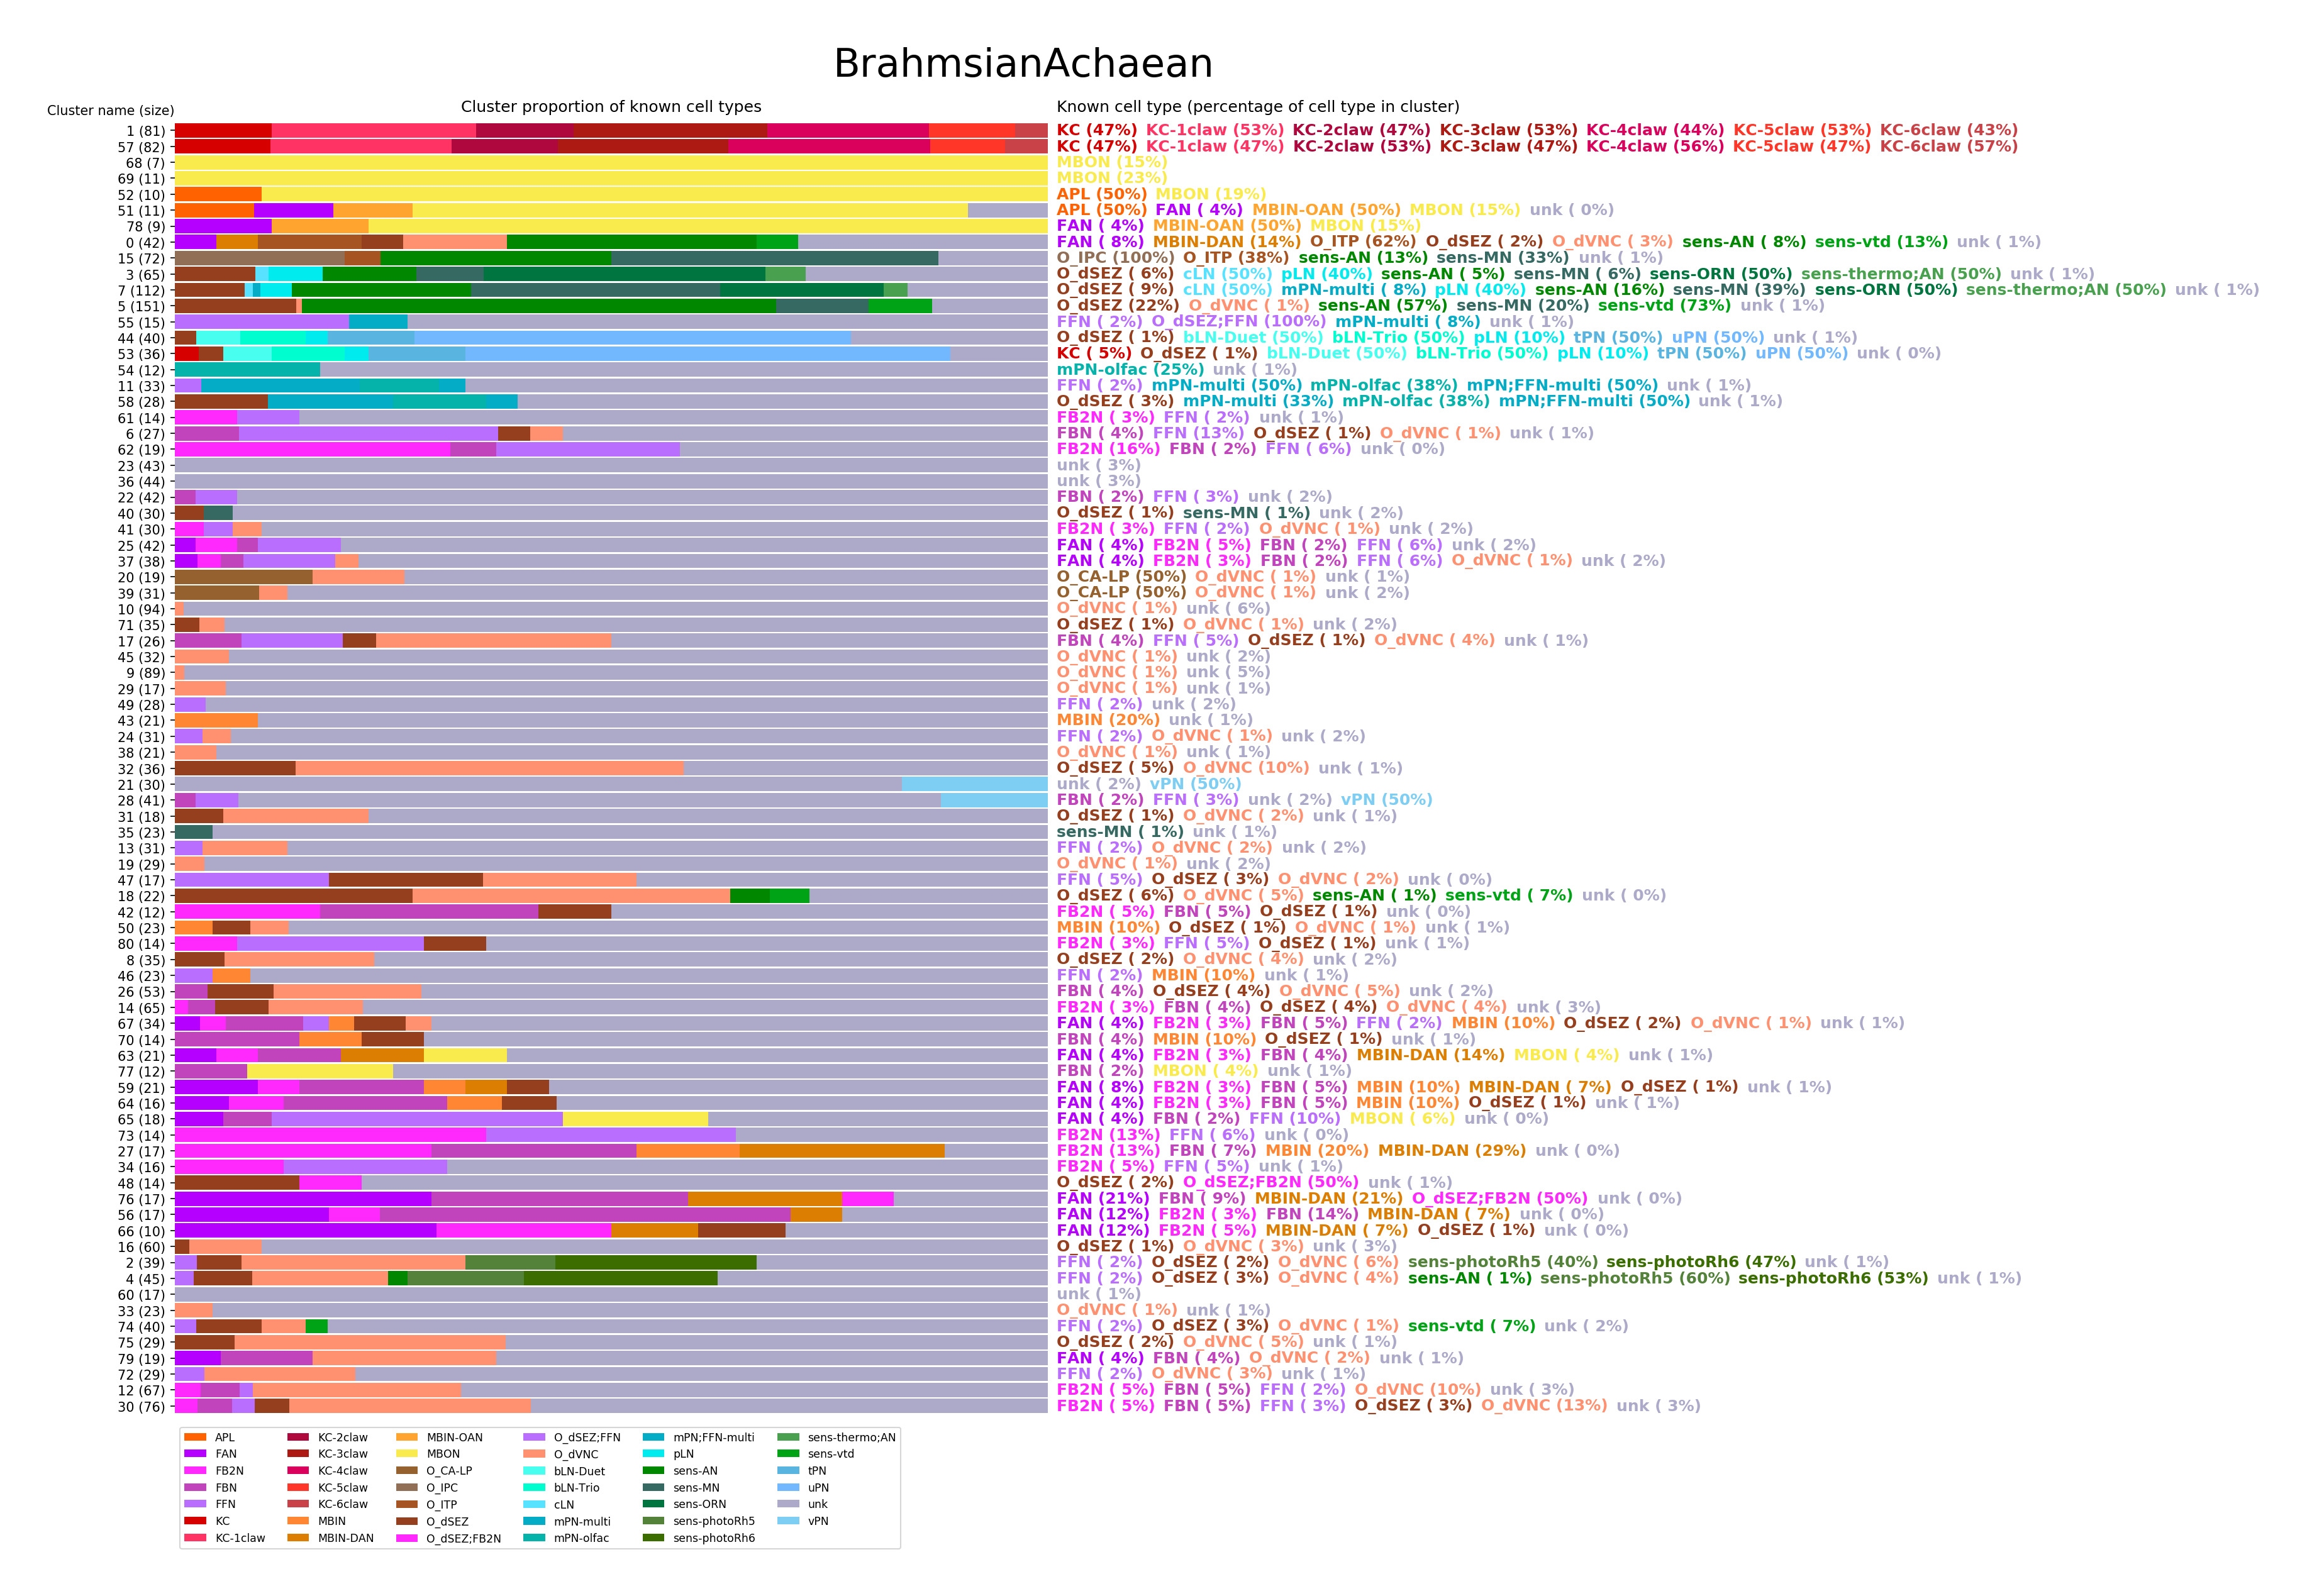 BrahmsianAchaean
Cluster name (size) Cluster proportion of known cell types Known cell type (percentage of cell type in cluster)
1 (81) KC (47%) KC-1claw (53%) KC-2claw (47%) KC-3claw (53%) KC-4claw (44%) KC-5claw (53%) KC-6claw (43%)
57 (82) KC (47%) KC-1claw (47%) KC-2claw (53%) KC-3claw (47%) KC-4claw (56%) KC-5claw (47%) KC-6claw (57%)
68 (7) MBON (15%)
69 (11) MBON (23%)
52 (10) APL (50%) MBON (19%)
51 (11) APL (50%) FAN ( 4%) MBIN-OAN (50%) MBON (15%) unk ( 0%)
78 (9) FAN ( 4%) MBIN-OAN (50%) MBON (15%)
0 (42) FAN ( 8%) MBIN-DAN (14%) O_ITP (62%) O_dSEZ ( 2%) O_dVNC ( 3%) sens-AN ( 8%) sens-vtd (13%) unk ( 1%)
15 (72) O_IPC (100%) O_ITP (38%) sens-AN (13%) sens-MN (33%) unk ( 1%)
3 (65) O_dSEZ ( 6%) cLN (50%) pLN (40%) sens-AN ( 5%) sens-MN ( 6%) sens-ORN (50%) sens-thermo;AN (50%) unk ( 1%)
7 (112) O_dSEZ ( 9%) cLN (50%) mPN-multi ( 8%) pLN (40%) sens-AN (16%) sens-MN (39%) sens-ORN (50%) sens-thermo;AN (50%) unk ( 1%)
5 (151) O_dSEZ (22%) O_dVNC ( 1%) sens-AN (57%) sens-MN (20%) sens-vtd (73%) unk ( 1%)
55 (15) FFN ( 2%) O_dSEZ;FFN (100%) mPN-multi ( 8%) unk ( 1%)
44 (40) O_dSEZ ( 1%) bLN-Duet (50%) bLN-Trio (50%) pLN (10%) tPN (50%) uPN (50%) unk ( 1%)
53 (36) KC ( 5%) O_dSEZ ( 1%) bLN-Duet (50%) bLN-Trio (50%) pLN (10%) tPN (50%) uPN (50%) unk ( 0%)
54 (12) mPN-olfac (25%) unk ( 1%)
11 (33) FFN ( 2%) mPN-multi (50%) mPN-olfac (38%) mPN;FFN-multi (50%) unk ( 1%)
58 (28) O_dSEZ ( 3%) mPN-multi (33%) mPN-olfac (38%) mPN;FFN-multi (50%) unk ( 1%)
61 (14) FB2N ( 3%) FFN ( 2%) unk ( 1%)
6 (27) FBN ( 4%) FFN (13%) O_dSEZ ( 1%) O_dVNC ( 1%) unk ( 1%)
62 (19) FB2N (16%) FBN ( 2%) FFN ( 6%) unk ( 0%)
23 (43) unk ( 3%)
36 (44) unk ( 3%)
22 (42) FBN ( 2%) FFN ( 3%) unk ( 2%)
40 (30) O_dSEZ ( 1%) sens-MN ( 1%) unk ( 2%)
41 (30) FB2N ( 3%) FFN ( 2%) O_dVNC ( 1%) unk ( 2%)
25 (42) FAN ( 4%) FB2N ( 5%) FBN ( 2%) FFN ( 6%) unk ( 2%)
37 (38) FAN ( 4%) FB2N ( 3%) FBN ( 2%) FFN ( 6%) O_dVNC ( 1%) unk ( 2%)
20 (19) O_CA-LP (50%) O_dVNC ( 1%) unk ( 1%)
39 (31) O_CA-LP (50%) O_dVNC ( 1%) unk ( 2%)
10 (94) O_dVNC ( 1%) unk ( 6%)
71 (35) O_dSEZ ( 1%) O_dVNC ( 1%) unk ( 2%)
17 (26) FBN ( 4%) FFN ( 5%) O_dSEZ ( 1%) O_dVNC ( 4%) unk ( 1%)
45 (32) O_dVNC ( 1%) unk ( 2%)
9 (89) O_dVNC ( 1%) unk ( 5%)
29 (17) O_dVNC ( 1%) unk ( 1%)
49 (28) FFN ( 2%) unk ( 2%)
43 (21) MBIN (20%) unk ( 1%)
24 (31) FFN ( 2%) O_dVNC ( 1%) unk ( 2%)
38 (21) O_dVNC ( 1%) unk ( 1%)
32 (36) O_dSEZ ( 5%) O_dVNC (10%) unk ( 1%)
21 (30) unk ( 2%) vPN (50%)
28 (41) FBN ( 2%) FFN ( 3%) unk ( 2%) vPN (50%)
31 (18) O_dSEZ ( 1%) O_dVNC ( 2%) unk ( 1%)
35 (23) sens-MN ( 1%) unk ( 1%)
13 (31) FFN ( 2%) O_dVNC ( 2%) unk ( 2%)
19 (29) O_dVNC ( 1%) unk ( 2%)
47 (17) FFN ( 5%) O_dSEZ ( 3%) O_dVNC ( 2%) unk ( 0%)
18 (22) O_dSEZ ( 6%) O_dVNC ( 5%) sens-AN ( 1%) sens-vtd ( 7%) unk ( 0%)
42 (12) FB2N ( 5%) FBN ( 5%) O_dSEZ ( 1%) unk ( 0%)
50 (23) MBIN (10%) O_dSEZ ( 1%) O_dVNC ( 1%) unk ( 1%)
80 (14) FB2N ( 3%) FFN ( 5%) O_dSEZ ( 1%) unk ( 1%)
8 (35) O_dSEZ ( 2%) O_dVNC ( 4%) unk ( 2%)
46 (23) FFN ( 2%) MBIN (10%) unk ( 1%)
26 (53) FBN ( 4%) O_dSEZ ( 4%) O_dVNC ( 5%) unk ( 2%)
14 (65) FB2N ( 3%) FBN ( 4%) O_dSEZ ( 4%) O_dVNC ( 4%) unk ( 3%)
67 (34) FAN ( 4%) FB2N ( 3%) FBN ( 5%) FFN ( 2%) MBIN (10%) O_dSEZ ( 2%) O_dVNC ( 1%) unk ( 1%)
70 (14) FBN ( 4%) MBIN (10%) O_dSEZ ( 1%) unk ( 1%)
63 (21) FAN ( 4%) FB2N ( 3%) FBN ( 4%) MBIN-DAN (14%) MBON ( 4%) unk ( 1%)
77 (12) FBN ( 2%) MBON ( 4%) unk ( 1%)
59 (21) FAN ( 8%) FB2N ( 3%) FBN ( 5%) MBIN (10%) MBIN-DAN ( 7%) O_dSEZ ( 1%) unk ( 1%)
64 (16) FAN ( 4%) FB2N ( 3%) FBN ( 5%) MBIN (10%) O_dSEZ ( 1%) unk ( 1%)
65 (18) FAN ( 4%) FBN ( 2%) FFN (10%) MBON ( 6%) unk ( 0%)
73 (14) FB2N (13%) FFN ( 6%) unk ( 0%)
27 (17) FB2N (13%) FBN ( 7%) MBIN (20%) MBIN-DAN (29%) unk ( 0%)
34 (16) FB2N ( 5%) FFN ( 5%) unk ( 1%)
48 (14) O_dSEZ ( 2%) O_dSEZ;FB2N (50%) unk ( 1%)
76 (17) FAN (21%) FBN ( 9%) MBIN-DAN (21%) O_dSEZ;FB2N (50%) unk ( 0%)
56 (17) FAN (12%) FB2N ( 3%) FBN (14%) MBIN-DAN ( 7%) unk ( 0%)
66 (10) FAN (12%) FB2N ( 5%) MBIN-DAN ( 7%) O_dSEZ ( 1%) unk ( 0%)
16 (60) O_dSEZ ( 1%) O_dVNC ( 3%) unk ( 3%)
2 (39) FFN ( 2%) O_dSEZ ( 2%) O_dVNC ( 6%) sens-photoRh5 (40%) sens-photoRh6 (47%) unk ( 1%)
4 (45) FFN ( 2%) O_dSEZ ( 3%) O_dVNC ( 4%) sens-AN ( 1%) sens-photoRh5 (60%) sens-photoRh6 (53%) unk ( 1%)
60 (17) unk ( 1%)
33 (23) O_dVNC ( 1%) unk ( 1%)
74 (40) FFN ( 2%) O_dSEZ ( 3%) O_dVNC ( 1%) sens-vtd ( 7%) unk ( 2%)
75 (29) O_dSEZ ( 2%) O_dVNC ( 5%) unk ( 1%)
79 (19) FAN ( 4%) FBN ( 4%) O_dVNC ( 2%) unk ( 1%)
72 (29) FFN ( 2%) O_dVNC ( 3%) unk ( 1%)
12 (67) FB2N ( 5%) FBN ( 5%) FFN ( 2%) O_dVNC (10%) unk ( 3%)
30 (76) FB2N ( 5%) FBN ( 5%) FFN ( 3%) O_dSEZ ( 3%) O_dVNC (13%) unk ( 3%)
APL KC-2claw MBIN-OAN O_dSEZ;FFN mPN;FFN-multi sens-thermo;AN
FAN KC-3claw MBON O_dVNC pLN sens-vtd
FB2N KC-4claw O_CA-LP bLN-Duet sens-AN tPN
FBN KC-5claw O_IPC bLN-Trio sens-MN uPN
FFN KC-6claw O_ITP cLN sens-ORN unk
KC MBIN O_dSEZ mPN-multi sens-photoRh5 vPN
KC-1claw MBIN-DAN O_dSEZ;FB2N mPN-olfac sens-photoRh6